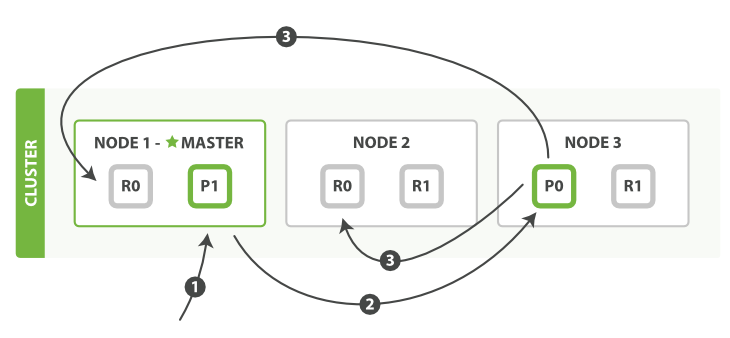 3
CLUSTER
NODE 1 - ★ MASTER
NODE 2
NODE 3
R0
P1
R0
R1
P0
R1
3
1
2